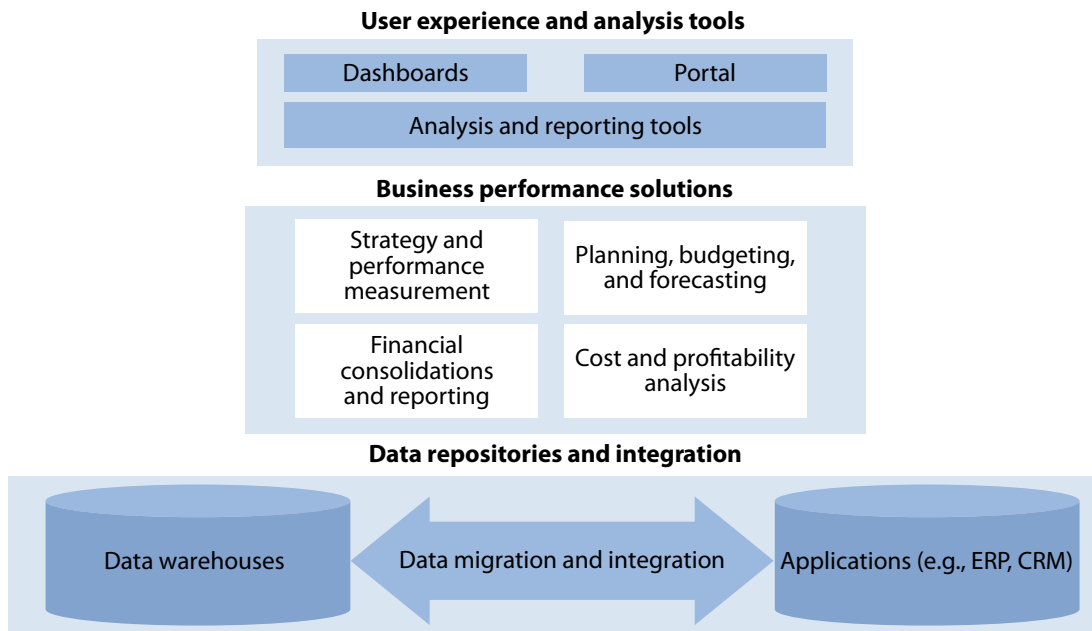 User experience and analysis tools
Dashboards
Portal
Analysis and reporting tools
Business performance solutions
Strategy and
performance
measurement
Planning, budgeting,
and forecasting
Financial
consolidations
and reporting
Cost and profitability
analysis
Data repositories and integration
Data warehouses
Data migration and integration
Applications (e.g., ERP, CRM)